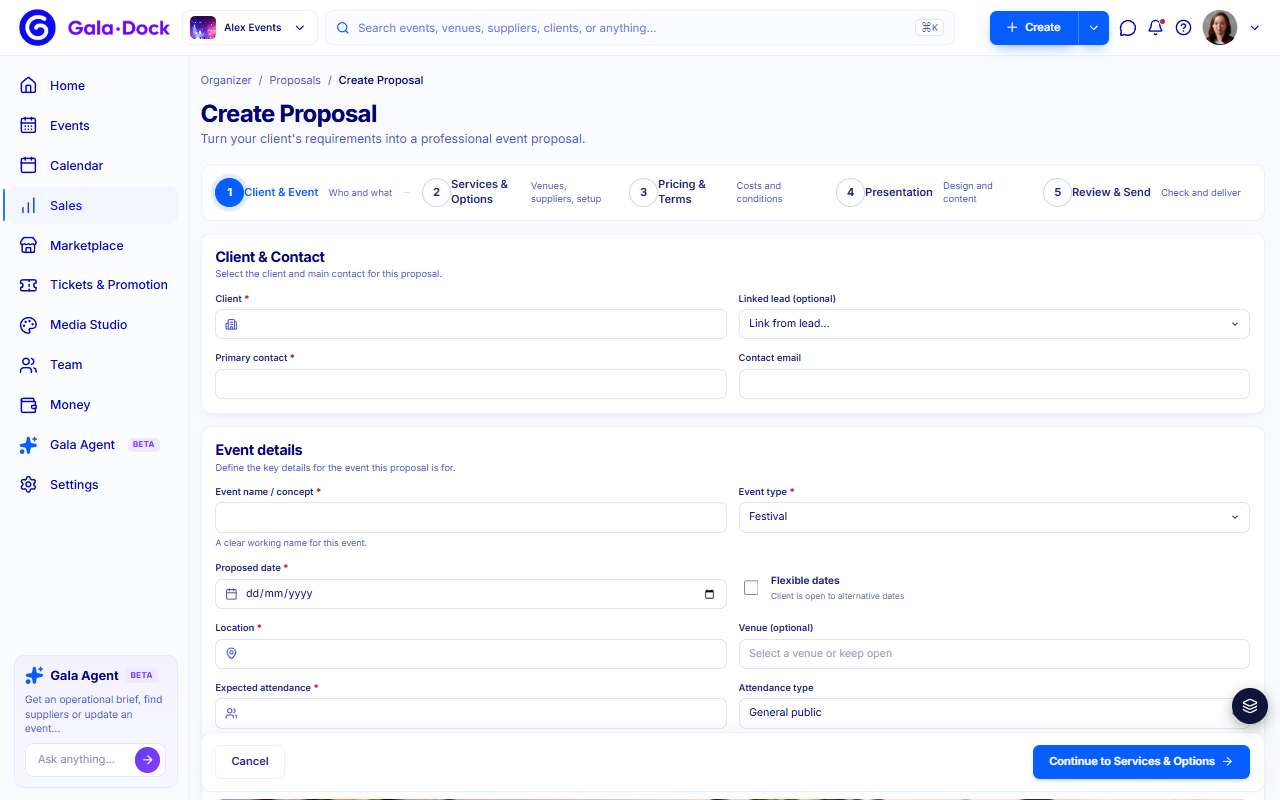 Gala·Dock
Alex Events
Search events, venues, suppliers, clients, or anything...
⌘K
+ Create
Home
Events
Calendar
Sales
Marketplace
Tickets & Promotion
Media Studio
Team
Money
Gala Agent BETA
Settings
Gala Agent BETA
Get an operational brief, find
suppliers or update an
event...
Ask anything...
Organizer / Proposals / Create Proposal
Create Proposal
Turn your client's requirements into a professional event proposal.
1 Client & Event Who and what
2 Services & Options Venues, suppliers, setup
3 Pricing & Terms Costs and conditions
4 Presentation Design and content
5 Review & Send Check and deliver
Client & Contact
Select the client and main contact for this proposal.
Client *
Linked lead (optional)
Link from lead...
Primary contact *
Contact email
Event details
Define the key details for the event this proposal is for.
Event name / concept *
A clear working name for this event.
Event type *
Festival
Proposed date *
dd/mm/yyyy
Flexible dates
Client is open to alternative dates
Location *
Venue (optional)
Select a venue or keep open
Expected attendance *
Attendance type
General public
Cancel
Continue to Services & Options →